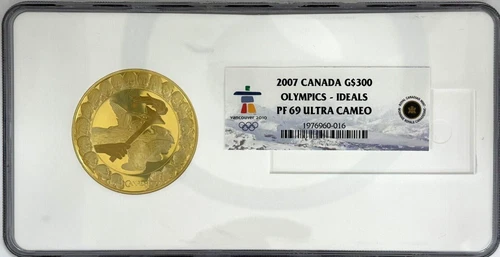 2007 CANADA G$300
OLYMPICS - IDEALS
PF 69 ULTRA CAMEO
1976960-016
vancouver 2010